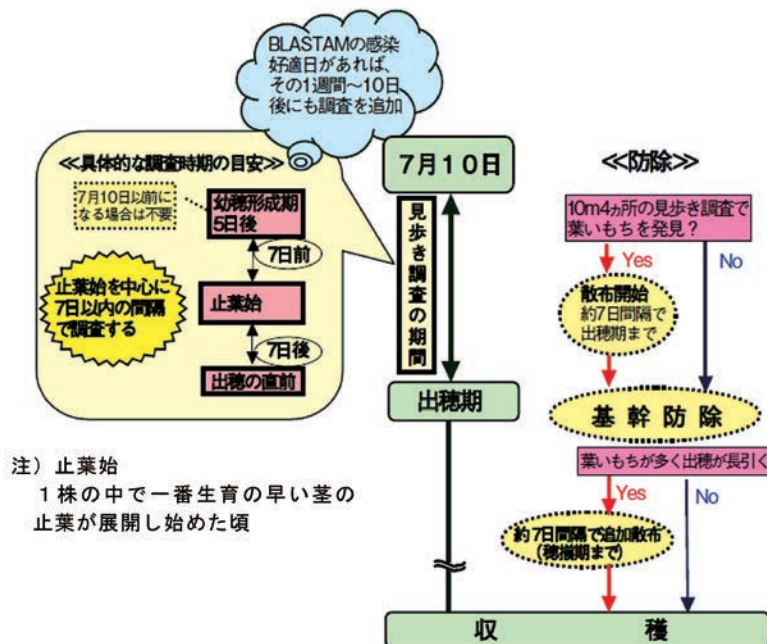 BLASTAMの感染
好適日があれば、
その1週間～10日
後にも調査を追加
≪具体的な調査時期の目安≫
7月10日以前に
なる場合は不要
幼穂形成期
5日後
7日前
止葉始を中心に
7日以内の間隔
で調査する
止葉始
7日後
出穂の直前
7月10日
見歩き調査の期間
出穂期
≪防除≫
10m4ヵ所の見歩き調査で
葉いもちを発見？
Yes
No
散布開始
約7日間隔で
出穂期まで
基幹防除
葉いもちが多く出穂が長引く
Yes
No
約7日間隔で追加散布
（穂揃期まで）
収穫
注）止葉始
1株の中で一番生育の早い茎の
止葉が展開し始めた頃